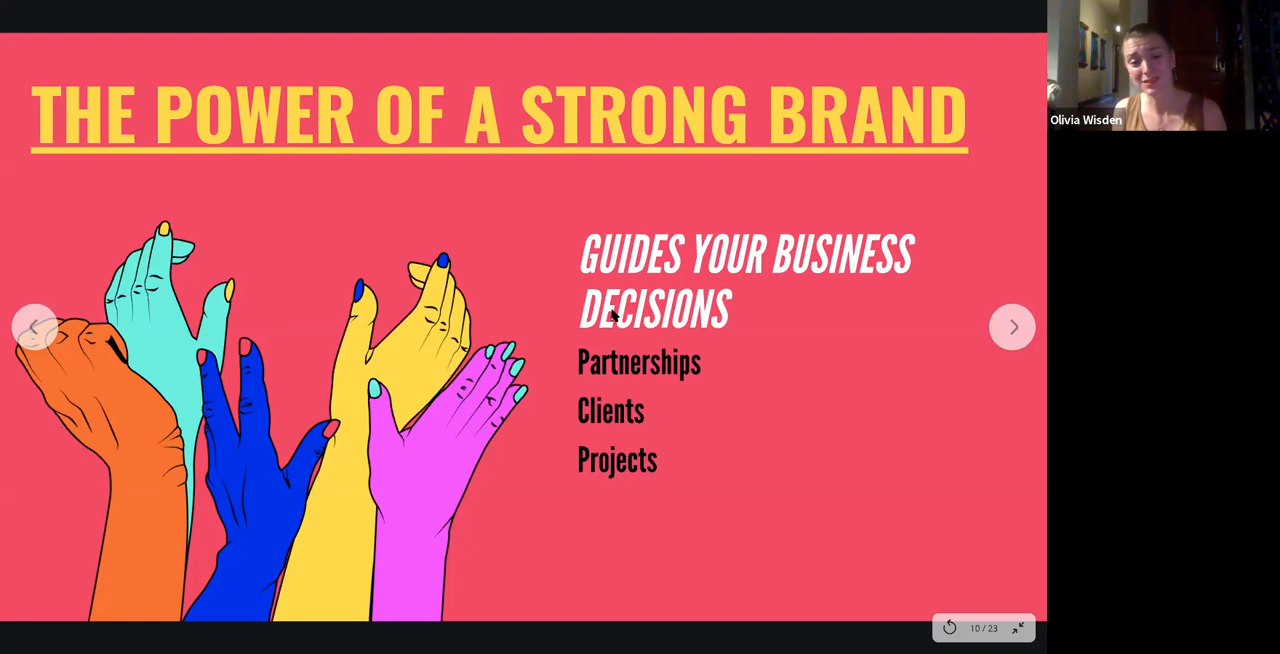 THE POWER OF A STRONG BRAND
Olivia Wisden
GUIDES YOUR BUSINESS
DECISIONS
Partnerships
Clients
Projects
10 / 23